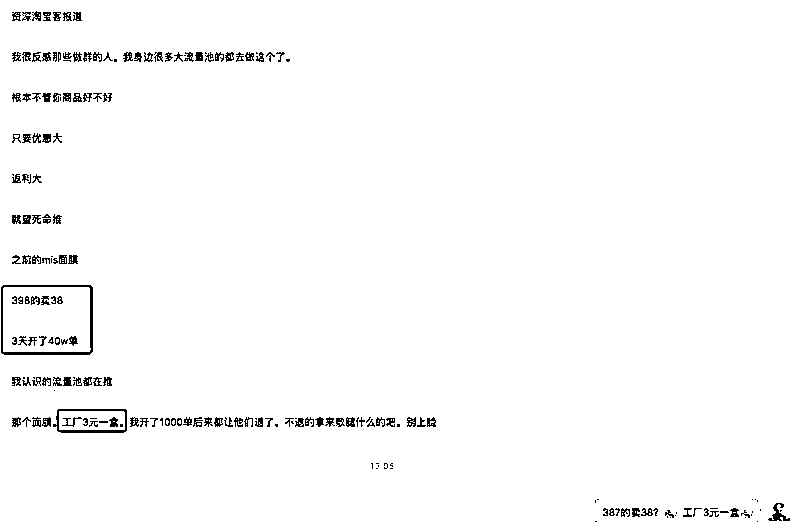 资深淘宝客报道
我很反感那些做群的人。我身边很多大流量池的都去做这个了。
根本不管你商品好不好
只要优惠大
返利大
就望死命推
之前的mis面膜
398的卖38
3天开了40w单
我认识的流量池都在推
那个面膜。工厂3元一盒。我开了1000单后来都让他们退了。不退的拿来敷腿什么的吧。别上脸
17:05
387的卖38? 工厂3元一盒